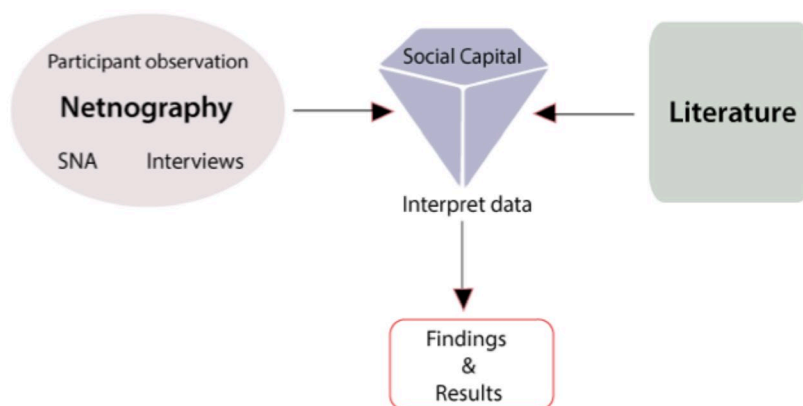 Participant observation
Netnography
SNA Interviews
Social Capital
Interpret data
Literature
Findings
&
Results